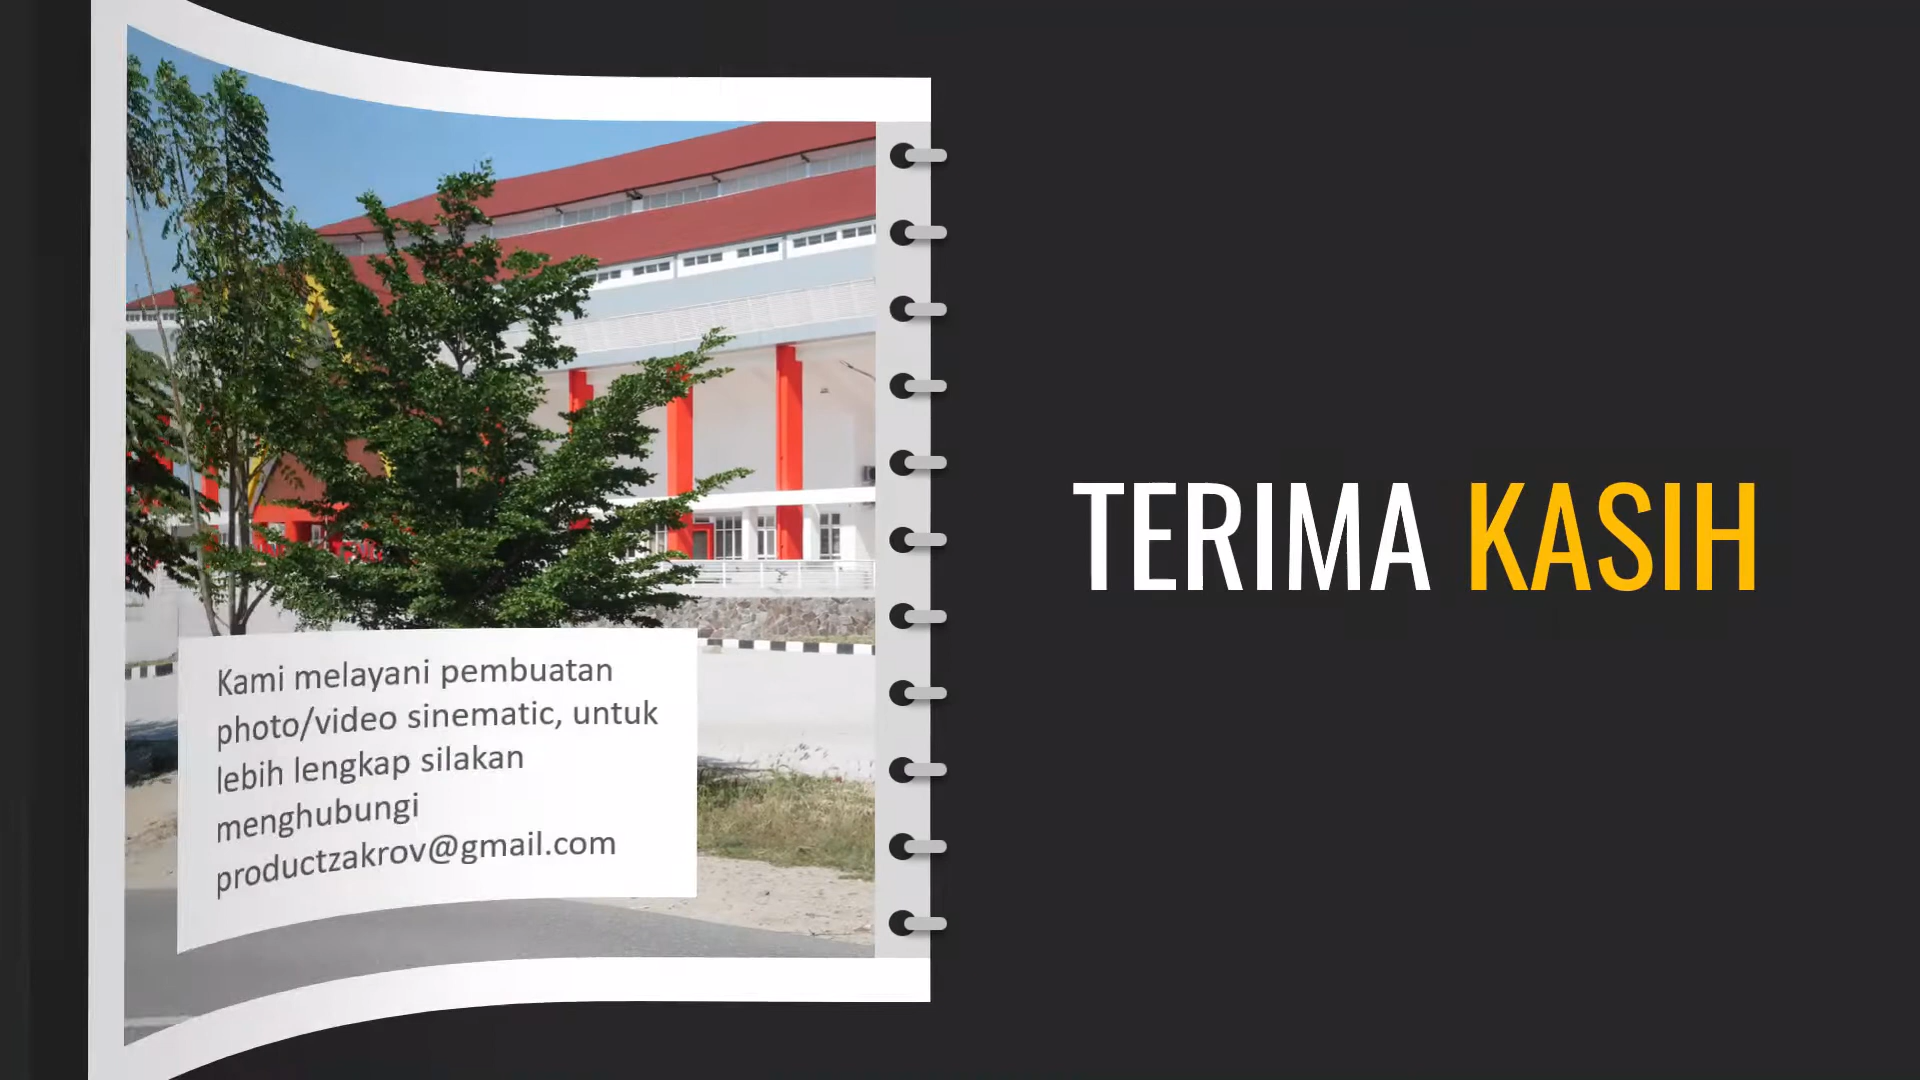 Kami melayani pembuatan
photo/video sinematic, untuk
lebih lengkap silakan
menghubungi
productzakrov@gmail.com
TERIMA KASIH